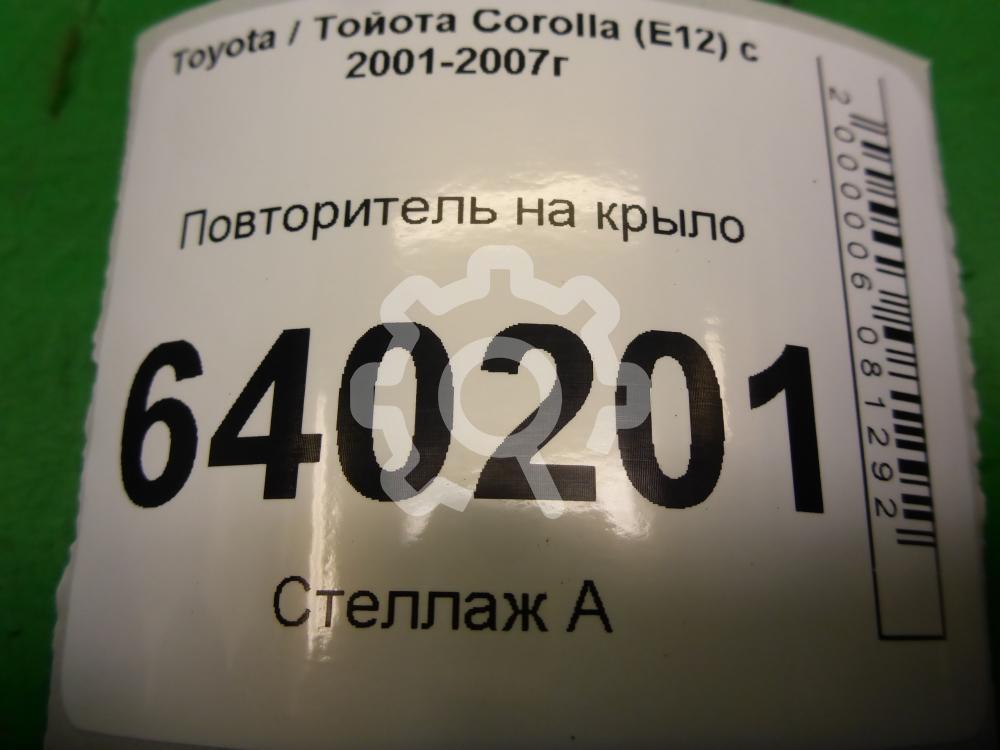 Toyota / Тойота Corolla (E12) с
2001-2007г
Повторитель на крыло
640201
Стеллаж А
2000006081292